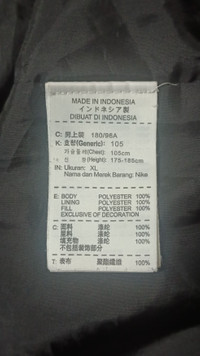 MADE IN INDONESIA
インドネシア製
DIBUAT DI INDONESIA
C: 180/96A
K: 호칭(Generic): 105
가슴둘레(Chest): 105cm
신 장(Height): 175-185cm
IN: Ukuran: XL
Nama dan Merek Barang: Nike
E: BODY POLYESTER 100%
LINING POLYESTER 100%
FILL POLYESTER 100%
EXCLUSIVE OF DECORATION
C: 面料 涤纶 100%
里料 涤纶 100%
填充物 涤纶 100%
不包括装饰部分
T: 表布 聚酯纖維 100%